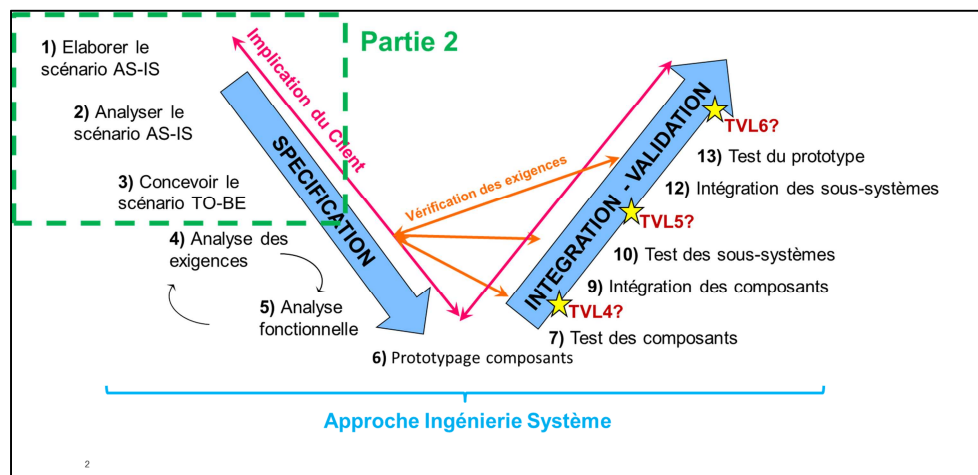 Partie 2
1) Elaborer le
scénario AS-IS
2) Analyser le
scénario AS-IS
3) Concevoir le
scénario TO-BE
4) Analyse des
exigences
5) Analyse
fonctionnelle
6) Prototypage composants
Implication du Client
SPECIFICATION
Vérification des exigences
INTEGRATION - VALIDATION
TVL6?
13) Test du prototype
12) Intégration des sous-systèmes
TVL5?
10) Test des sous-systèmes
9) Intégration des composants
TVL4?
7) Test des composants
Approche Ingénierie Système
2